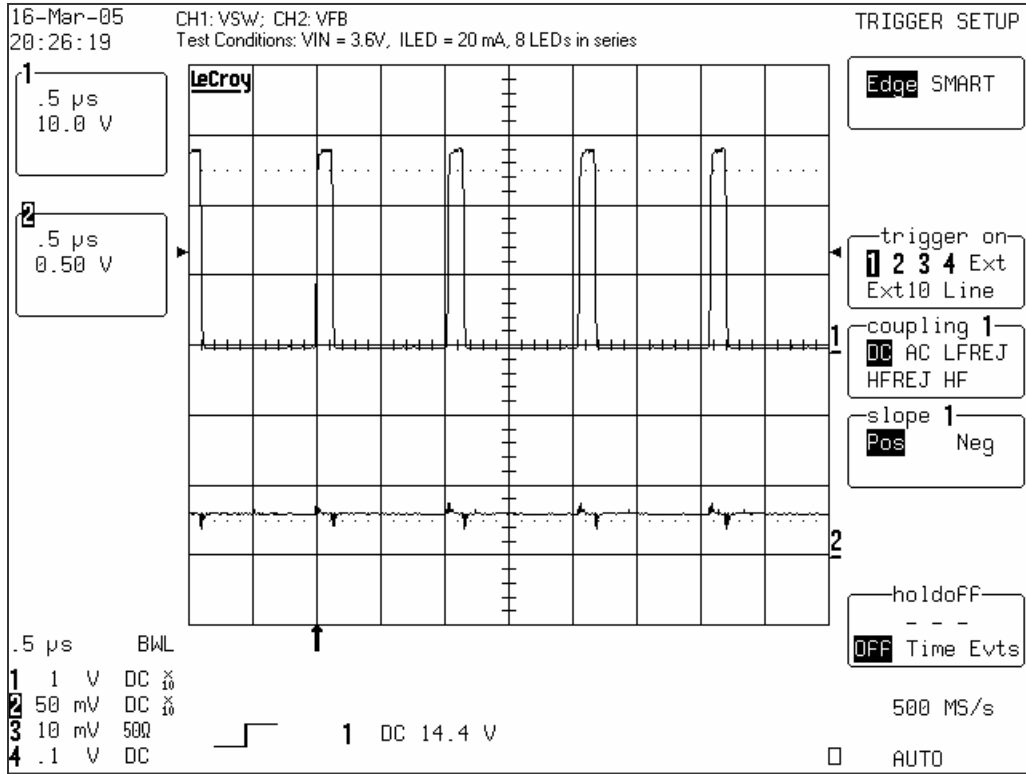 16-Mar-05
20:26:19
CH1: VSW; CH2: VFB
Test Conditions: VIN = 3.6V, ILED = 20 mA, 8 LEDs in series
TRIGGER SETUP
1
.5 µs
10.0 V
2
.5 µs
0.50 V
LeCroy
Edge SMART
trigger on
1 2 3 4 Ext
Ext10 Line
1
coupling 1
DC AC LFREJ
HFREJ HF
slope 1
Pos Neg
2
holdoff
- - -
OFF Time Evts
.5 µs BWL
1 1 V DC X10
2 50 mV DC X10
3 10 mV 50Ω
4 .1 V DC
1 DC 14.4 V
500 MS/s
AUTO